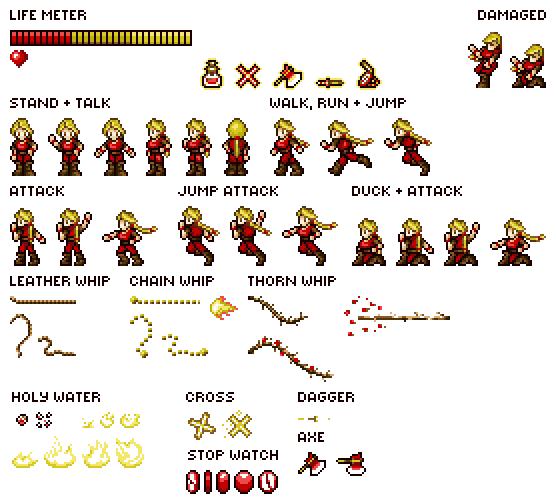 LIFE METER
DAMAGED
STAND + TALK
WALK, RUN + JUMP
ATTACK
JUMP ATTACK
DUCK + ATTACK
LEATHER WHIP
CHAIN WHIP
THORN WHIP
HOLY WATER
CROSS
DAGGER
AXE
STOP WATCH